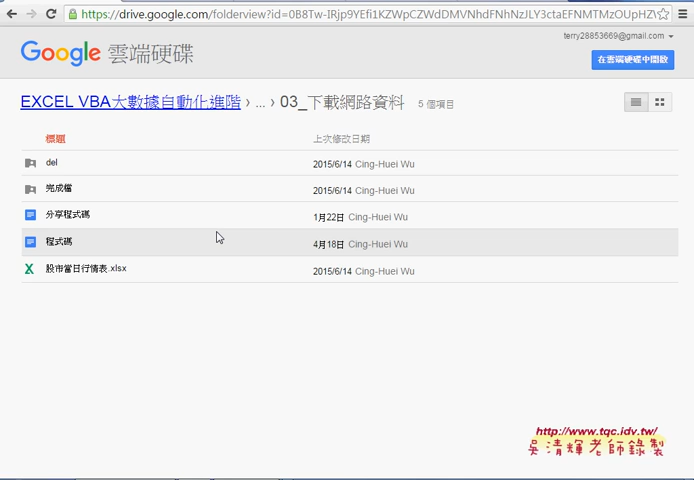 https://drive.google.com/folderview?id=0B8Tw-IRjp9YEfi1KZWpCZWdDMVNhdFNhNzJLY3ctaEFNMTMzOUpHZV
terry28853669@gmail.com
Google 雲端硬碟
在雲端硬碟中開啟
EXCEL VBA大數據自動化進階 › ... › 03_下載網路資料 5 個項目
標題 上次修改日期
del 2015/6/14 Cing-Huei Wu
完成檔 2015/6/14 Cing-Huei Wu
分享程式碼 1月22日 Cing-Huei Wu
程式碼 4月18日 Cing-Huei Wu
股市當日行情表.xlsx 2015/6/14 Cing-Huei Wu
http://www.tqc.idv.tw/
吳清輝老師錄製